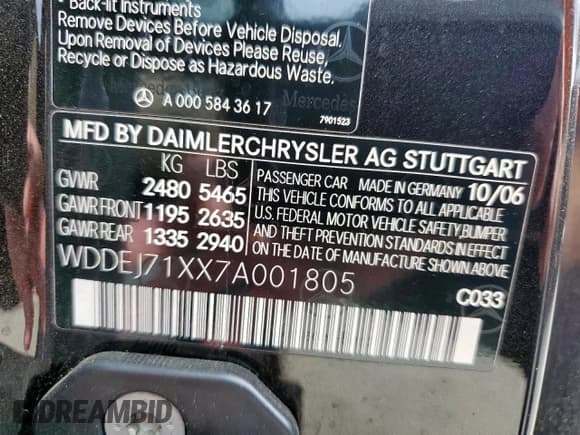 • Back-lit Instruments
Remove Devices Before Vehicle Disposal.
Upon Removal of Devices Please Reuse,
Recycle or Dispose as Hazardous Waste.
A 000 584 36 17
Mercedes
7901523
MFD BY DAIMLERCHRYSLER AG STUTTGART
KG LBS
GVWR 2480 5465
GAWR FRONT 1195 2635
GAWR REAR 1335 2940
PASSENGER CAR MADE IN GERMANY 10/06
THIS VEHICLE CONFORMS TO ALL APPLICABLE
U.S. FEDERAL MOTOR VEHICLE SAFETY, BUMPER,
AND THEFT PREVENTION STANDARDS IN EFFECT
ON THE DATE OF MANUFACTURE SHOWN ABOVE.
WDDEJ71XX7A001805
C033
DREAMBID